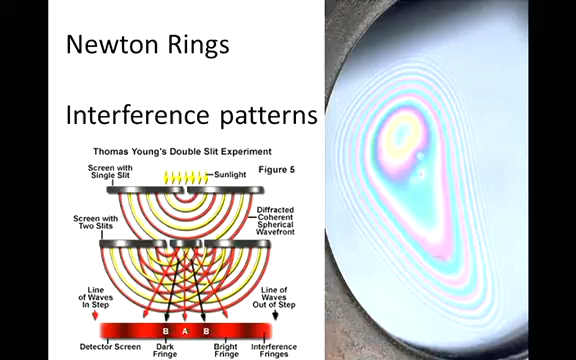 Newton Rings
Interference patterns
Thomas Young's Double Slit Experiment
Screen with
Single Slit
Sunlight
Figure 5
Screen with
Two Slits
Diffracted
Coherent
Spherical
Wavefront
Line
of Waves
In Step
Line of
Waves
Out of Step
B A B
Detector Screen
Dark
Fringe
Bright
Fringe
Interference
Fringes